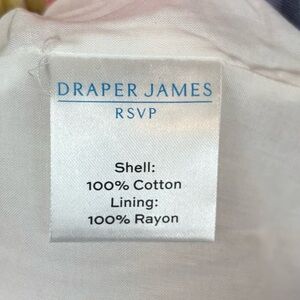 DRAPER JAMES
RSVP
Shell:
100% Cotton
Lining:
100% Rayon